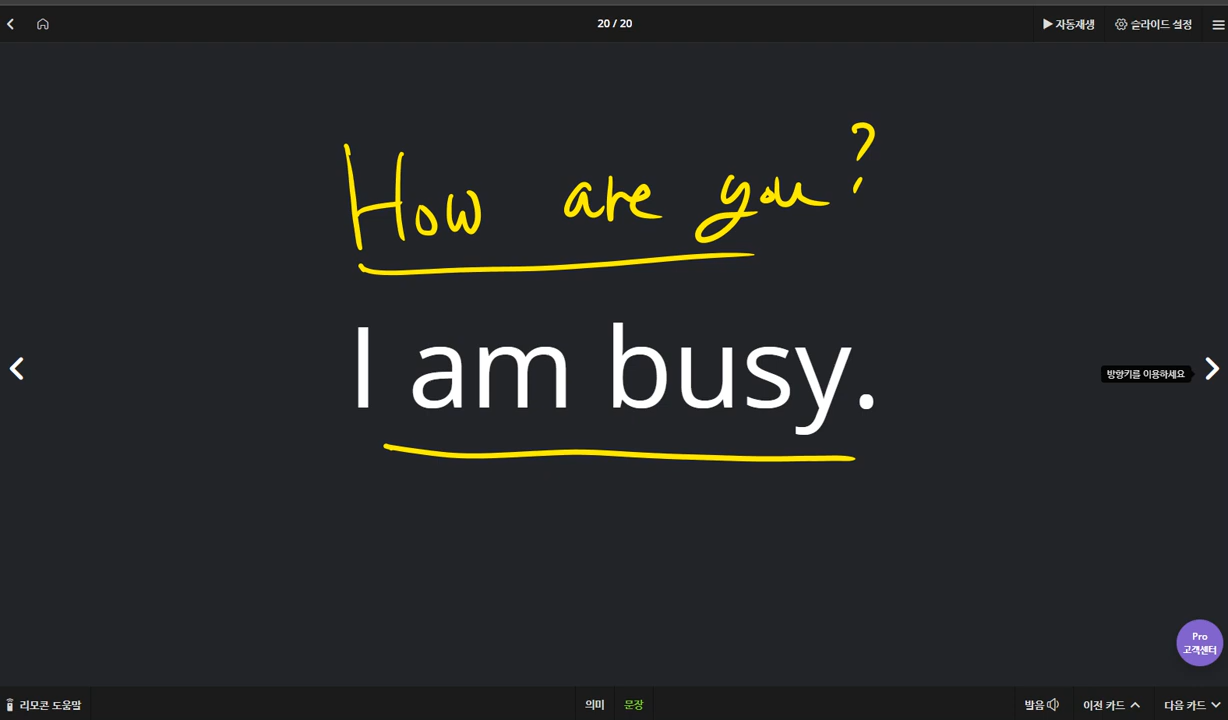 20 / 20
자동재생
슬라이드 설정
How are you?
I am busy.
방향키를 이용하세요
Pro
고객센터
리모콘 도움말
의미
문장
발음
이전 카드
다음 카드